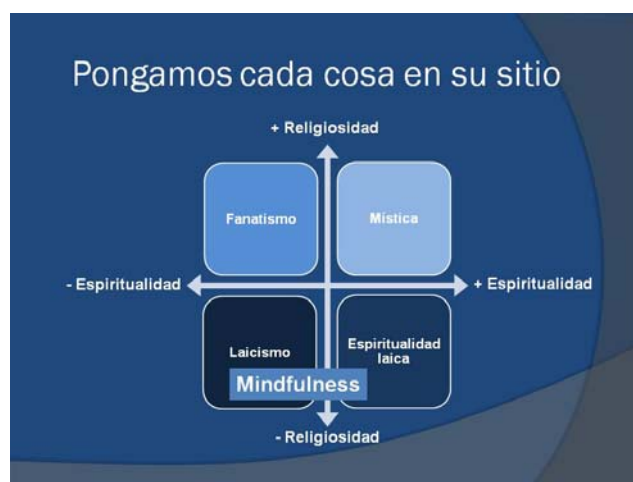 Pongamos cada cosa en su sitio
+ Religiosidad
Fanatismo
Mística
- Espiritualidad
+ Espiritualidad
Laicismo
Espiritualidad
laica
Mindfulness
- Religiosidad